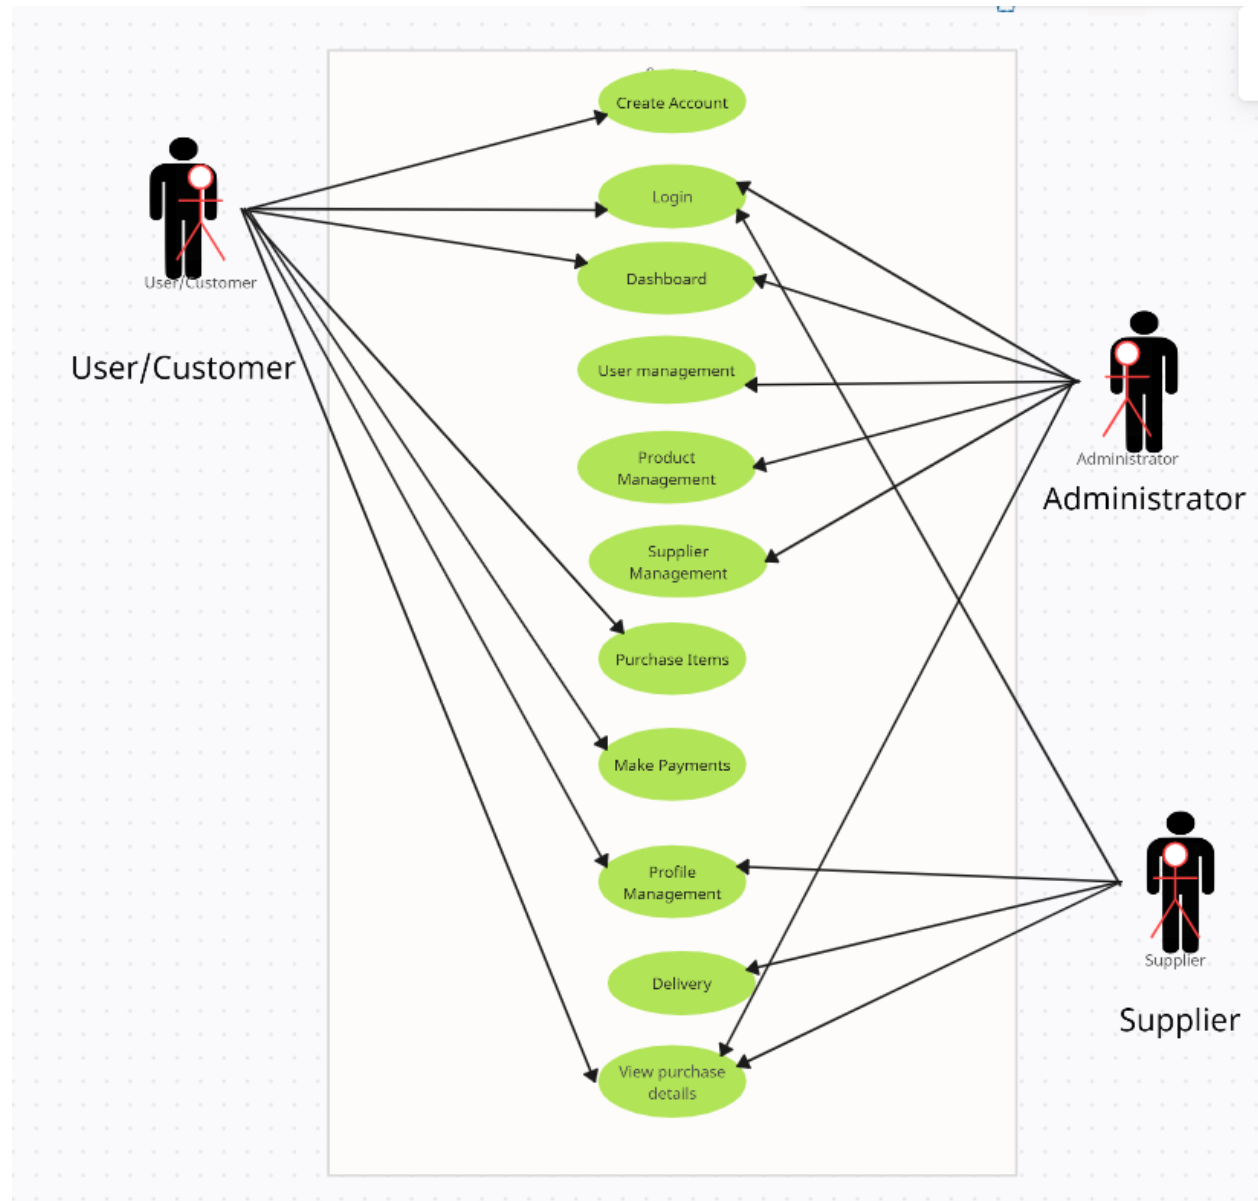 Create Account
Login
Dashboard
User/Customer
User/Customer
User management
Product
Management
Administrator
Administrator
Supplier
Management
Purchase Items
Make Payments
Profile
Management
Delivery
Supplier
Supplier
View purchase
details